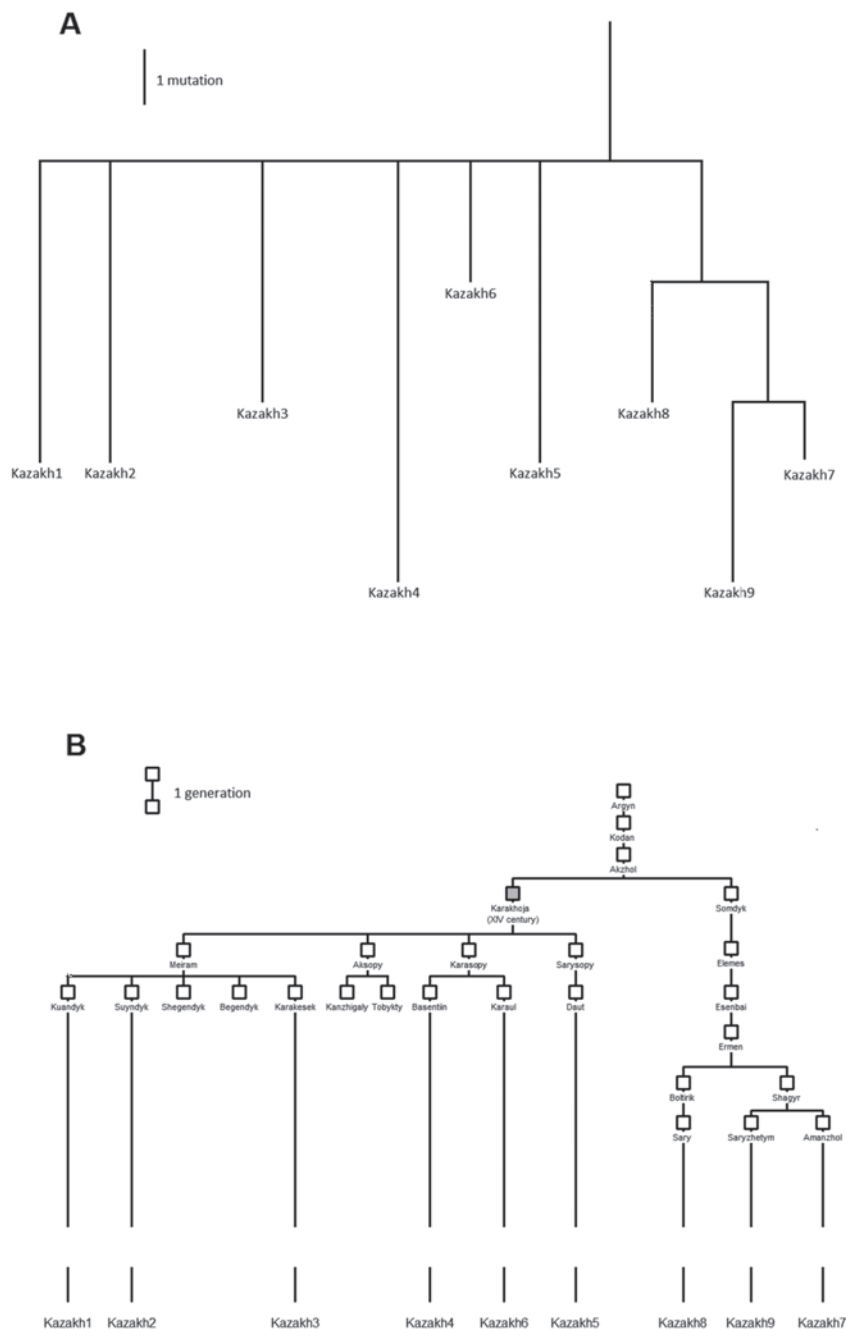 A
1 mutation
Kazakh6
Kazakh3
Kazakh8
Kazakh1 Kazakh2 Kazakh5 Kazakh7
Kazakh4 Kazakh9
B
1 generation
Argyn
Kodan
Akzhol
Karakhoja
(XIV century)
Somdyk
Meiram Aksopy Karasopy Sarysopy Elemes
Kuandyk Suyndyk Shegendyk Begendyk Karakesek Kanzhigaly Tobykty Basentiin Karaul Daut Esenbai
Ermen
Boltirik Shagyr
Sary Saryzhetym Amanzhol
Kazakh1 Kazakh2 Kazakh3 Kazakh4 Kazakh6 Kazakh5 Kazakh8 Kazakh9 Kazakh7